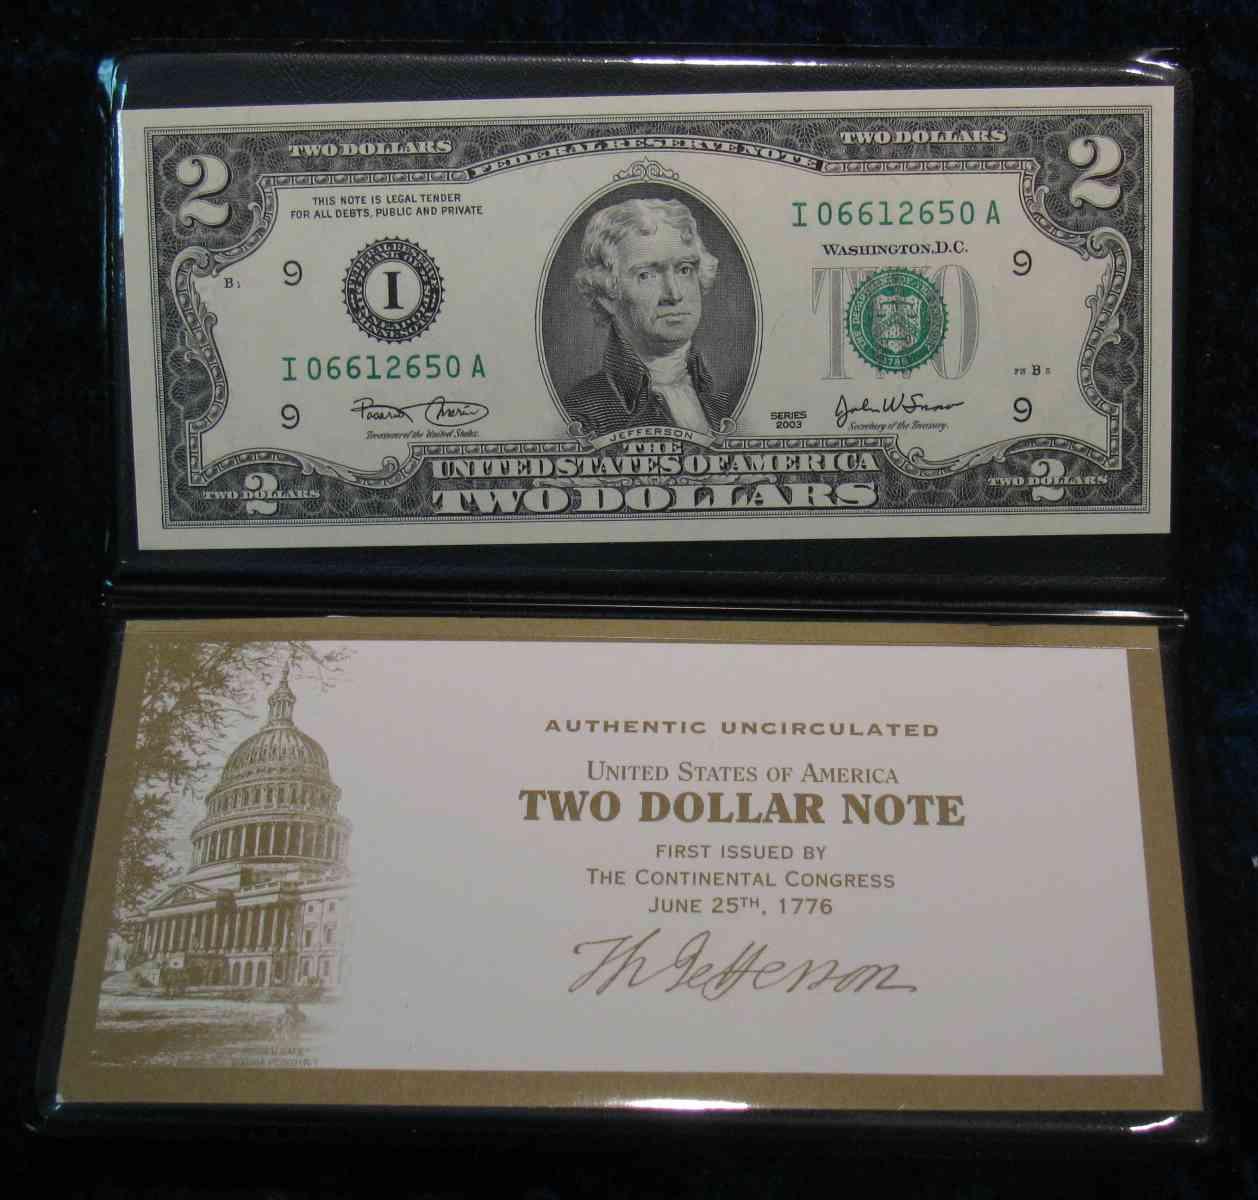 TWO DOLLARS
TWO DOLLARS
FEDERAL RESERVE NOTE
2
2
THIS NOTE IS LEGAL TENDER
FOR ALL DEBTS, PUBLIC AND PRIVATE
I 06612650 A
WASHINGTON, D.C.
B1
9
I
TWO
9
I 06612650 A
9
Treasurer of the United States.
SERIES
2003
John W Snow
Secretary of the Treasury.
9
JEFFERSON
THE
UNITED STATES OF AMERICA
TWO DOLLARS
TWO DOLLARS
2
TWO DOLLARS
2
AUTHENTIC UNCIRCULATED
UNITED STATES OF AMERICA
TWO DOLLAR NOTE
FIRST ISSUED BY
THE CONTINENTAL CONGRESS
JUNE 25TH, 1776
Th Jefferson